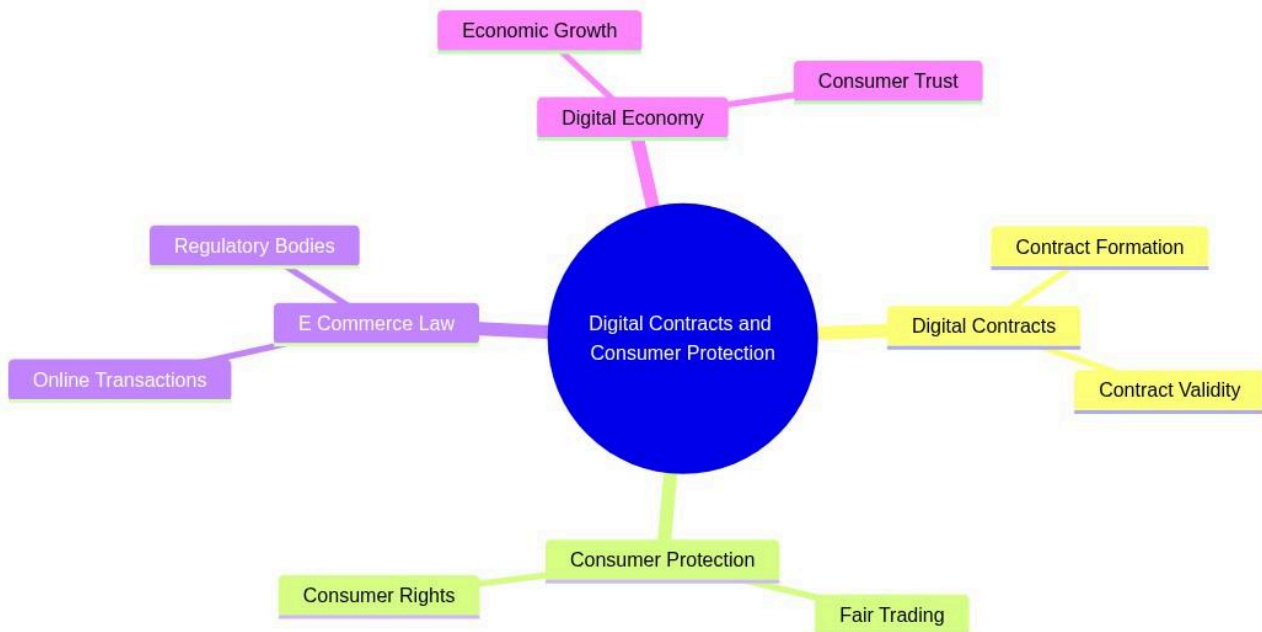 Economic Growth
Consumer Trust
Digital Economy
Regulatory Bodies
Contract Formation
E Commerce Law
Digital Contracts and
Consumer Protection
Digital Contracts
Online Transactions
Contract Validity
Consumer Protection
Consumer Rights
Fair Trading